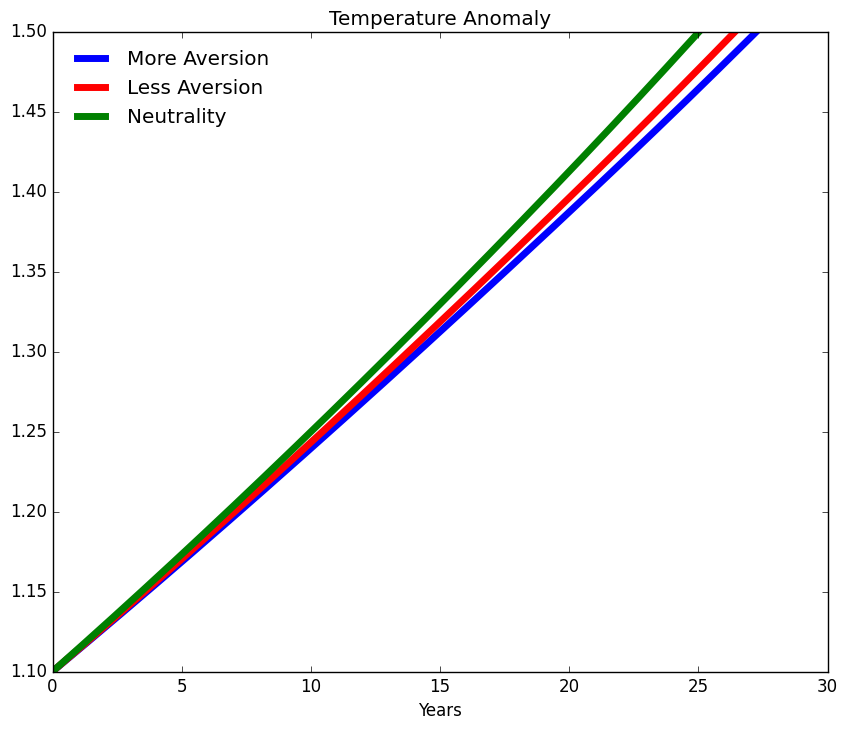 Temperature Anomaly
1.50
1.45
1.40
1.35
1.30
1.25
1.20
1.15
1.10
More Aversion
Less Aversion
Neutrality
0 5 10 15 20 25 30
Years